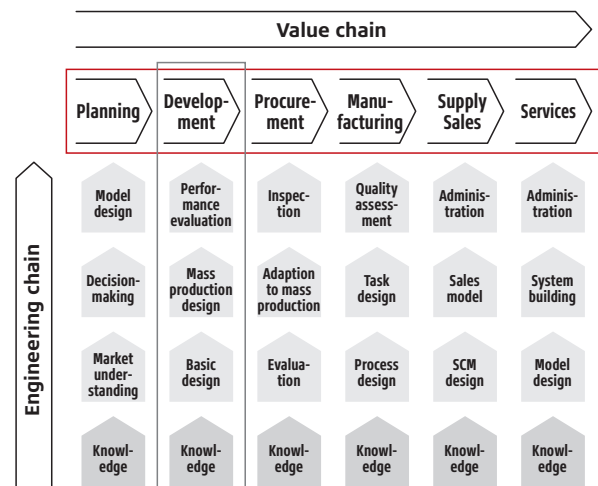 Value chain
Planning
Develop-
ment
Procure-
ment
Manu-
facturing
Supply
Sales
Services
Engineering chain
Model
design
Perfor-
mance
evaluation
Inspec-
tion
Quality
assess-
ment
Adminis-
tration
Adminis-
tration
Decision-
making
Mass
production
design
Adaption
to mass
production
Task
design
Sales
model
System
building
Market
under-
standing
Basic
design
Evalua-
tion
Process
design
SCM
design
Model
design
Knowl-
edge
Knowl-
edge
Knowl-
edge
Knowl-
edge
Knowl-
edge
Knowl-
edge